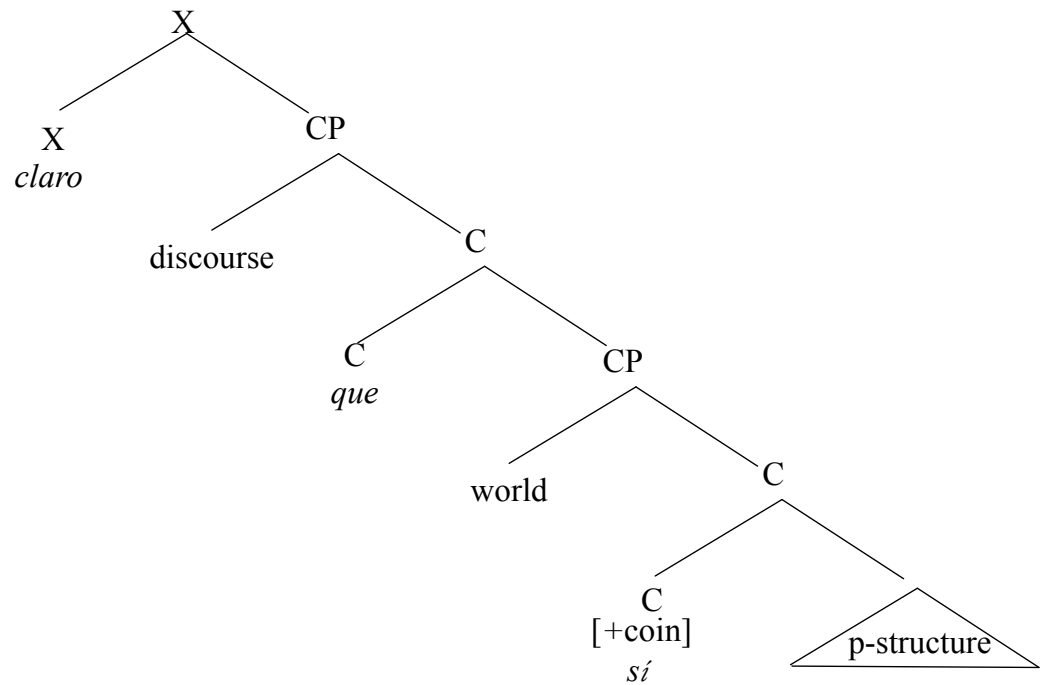 X
X
claro
CP
discourse
C
C
que
CP
world
C
C
[+coin]
sí
p-structure